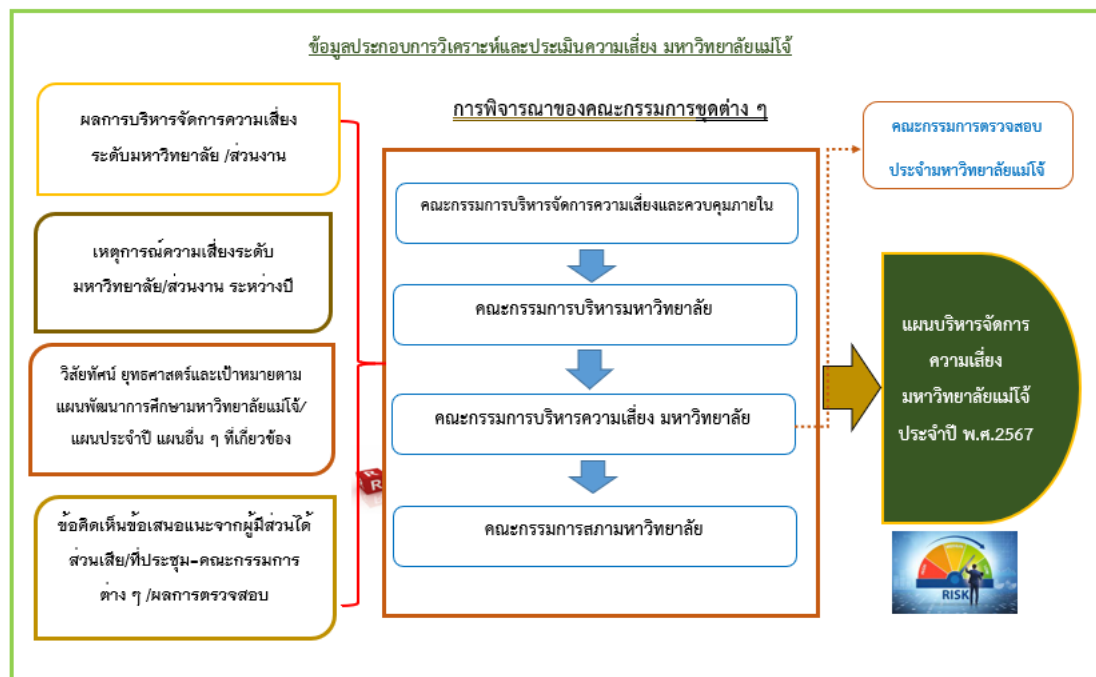 ข้อมูลประกอบการวิเคราะห์และประเมินความเสี่ยง มหาวิทยาลัยแม่โจ้
ผลการบริหารจัดการความเสี่ยง
ระดับมหาวิทยาลัย /ส่วนงาน
เหตุการณ์ความเสี่ยงระดับ
มหาวิทยาลัย/ส่วนงาน ระหว่างปี
วิสัยทัศน์ ยุทธศาสตร์และเป้าหมายตาม
แผนพัฒนาการศึกษามหาวิทยาลัยแม่โจ้/
แผนประจำปี แผนอื่น ๆ ที่เกี่ยวข้อง
ข้อคิดเห็นข้อเสนอแนะจากผู้มีส่วนได้
ส่วนเสีย/ที่ประชุม-คณะกรรมการ
ต่าง ๆ /ผลการตรวจสอบ
R
R
การพิจารณาของคณะกรรมการชุดต่าง ๆ
คณะกรรมการบริหารจัดการความเสี่ยงและควบคุมภายใน
คณะกรรมการบริหารมหาวิทยาลัย
คณะกรรมการบริหารความเสี่ยง มหาวิทยาลัย
คณะกรรมการสภามหาวิทยาลัย
คณะกรรมการตรวจสอบ
ประจำมหาวิทยาลัยแม่โจ้
แผนบริหารจัดการ
ความเสี่ยง
มหาวิทยาลัยแม่โจ้
ประจำปี พ.ศ.2567
RISK